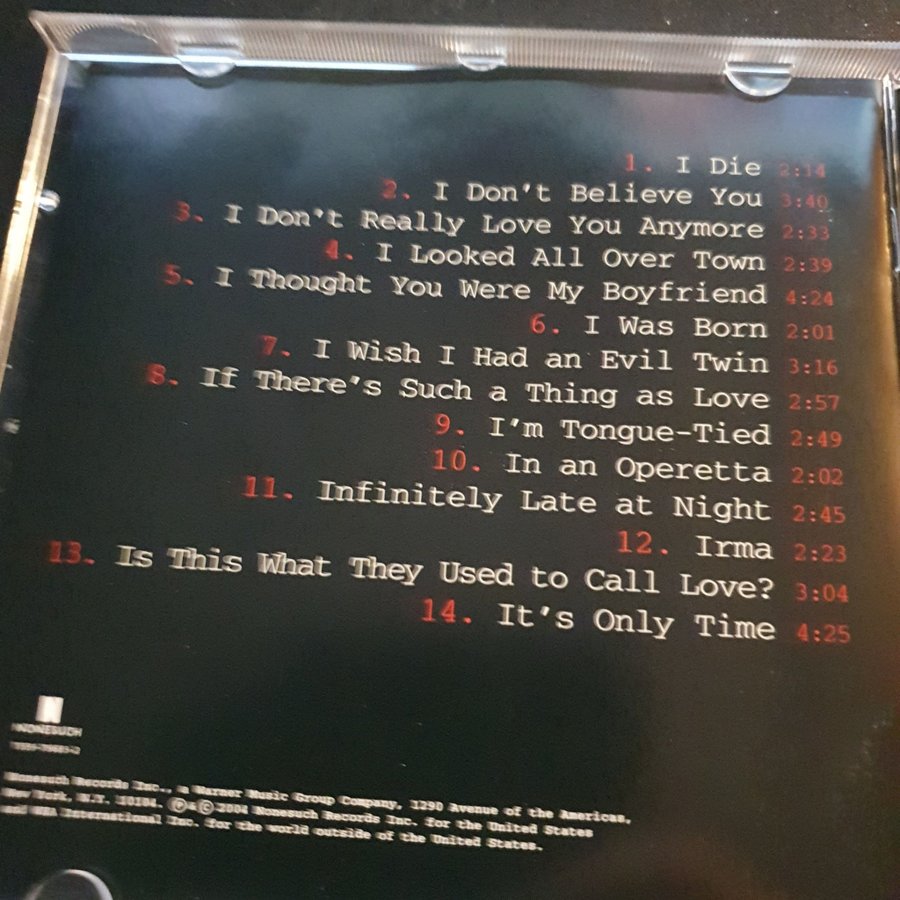 1. I Die 2:14
2. I Don't Believe You 3:40
3. I Don't Really Love You Anymore 2:33
4. I Looked All Over Town 2:39
5. I Thought You Were My Boyfriend 4:24
6. I Was Born 2:01
7. I Wish I Had an Evil Twin 3:16
8. If There's Such a Thing as Love 2:57
9. I'm Tongue-Tied 2:49
10. In an Operetta 2:02
11. Infinitely Late at Night 2:45
12. Irma 2:23
13. Is This What They Used to Call Love? 3:04
14. It's Only Time 4:25
NONESUCH
Nonesuch Records Inc., a Warner Music Group Company, 1290 Avenue of the Americas,
New York, N.Y. 10104. ℗ & © 2004 Nonesuch Records Inc. for the United States
and WEA International Inc. for the world outside of the United States.